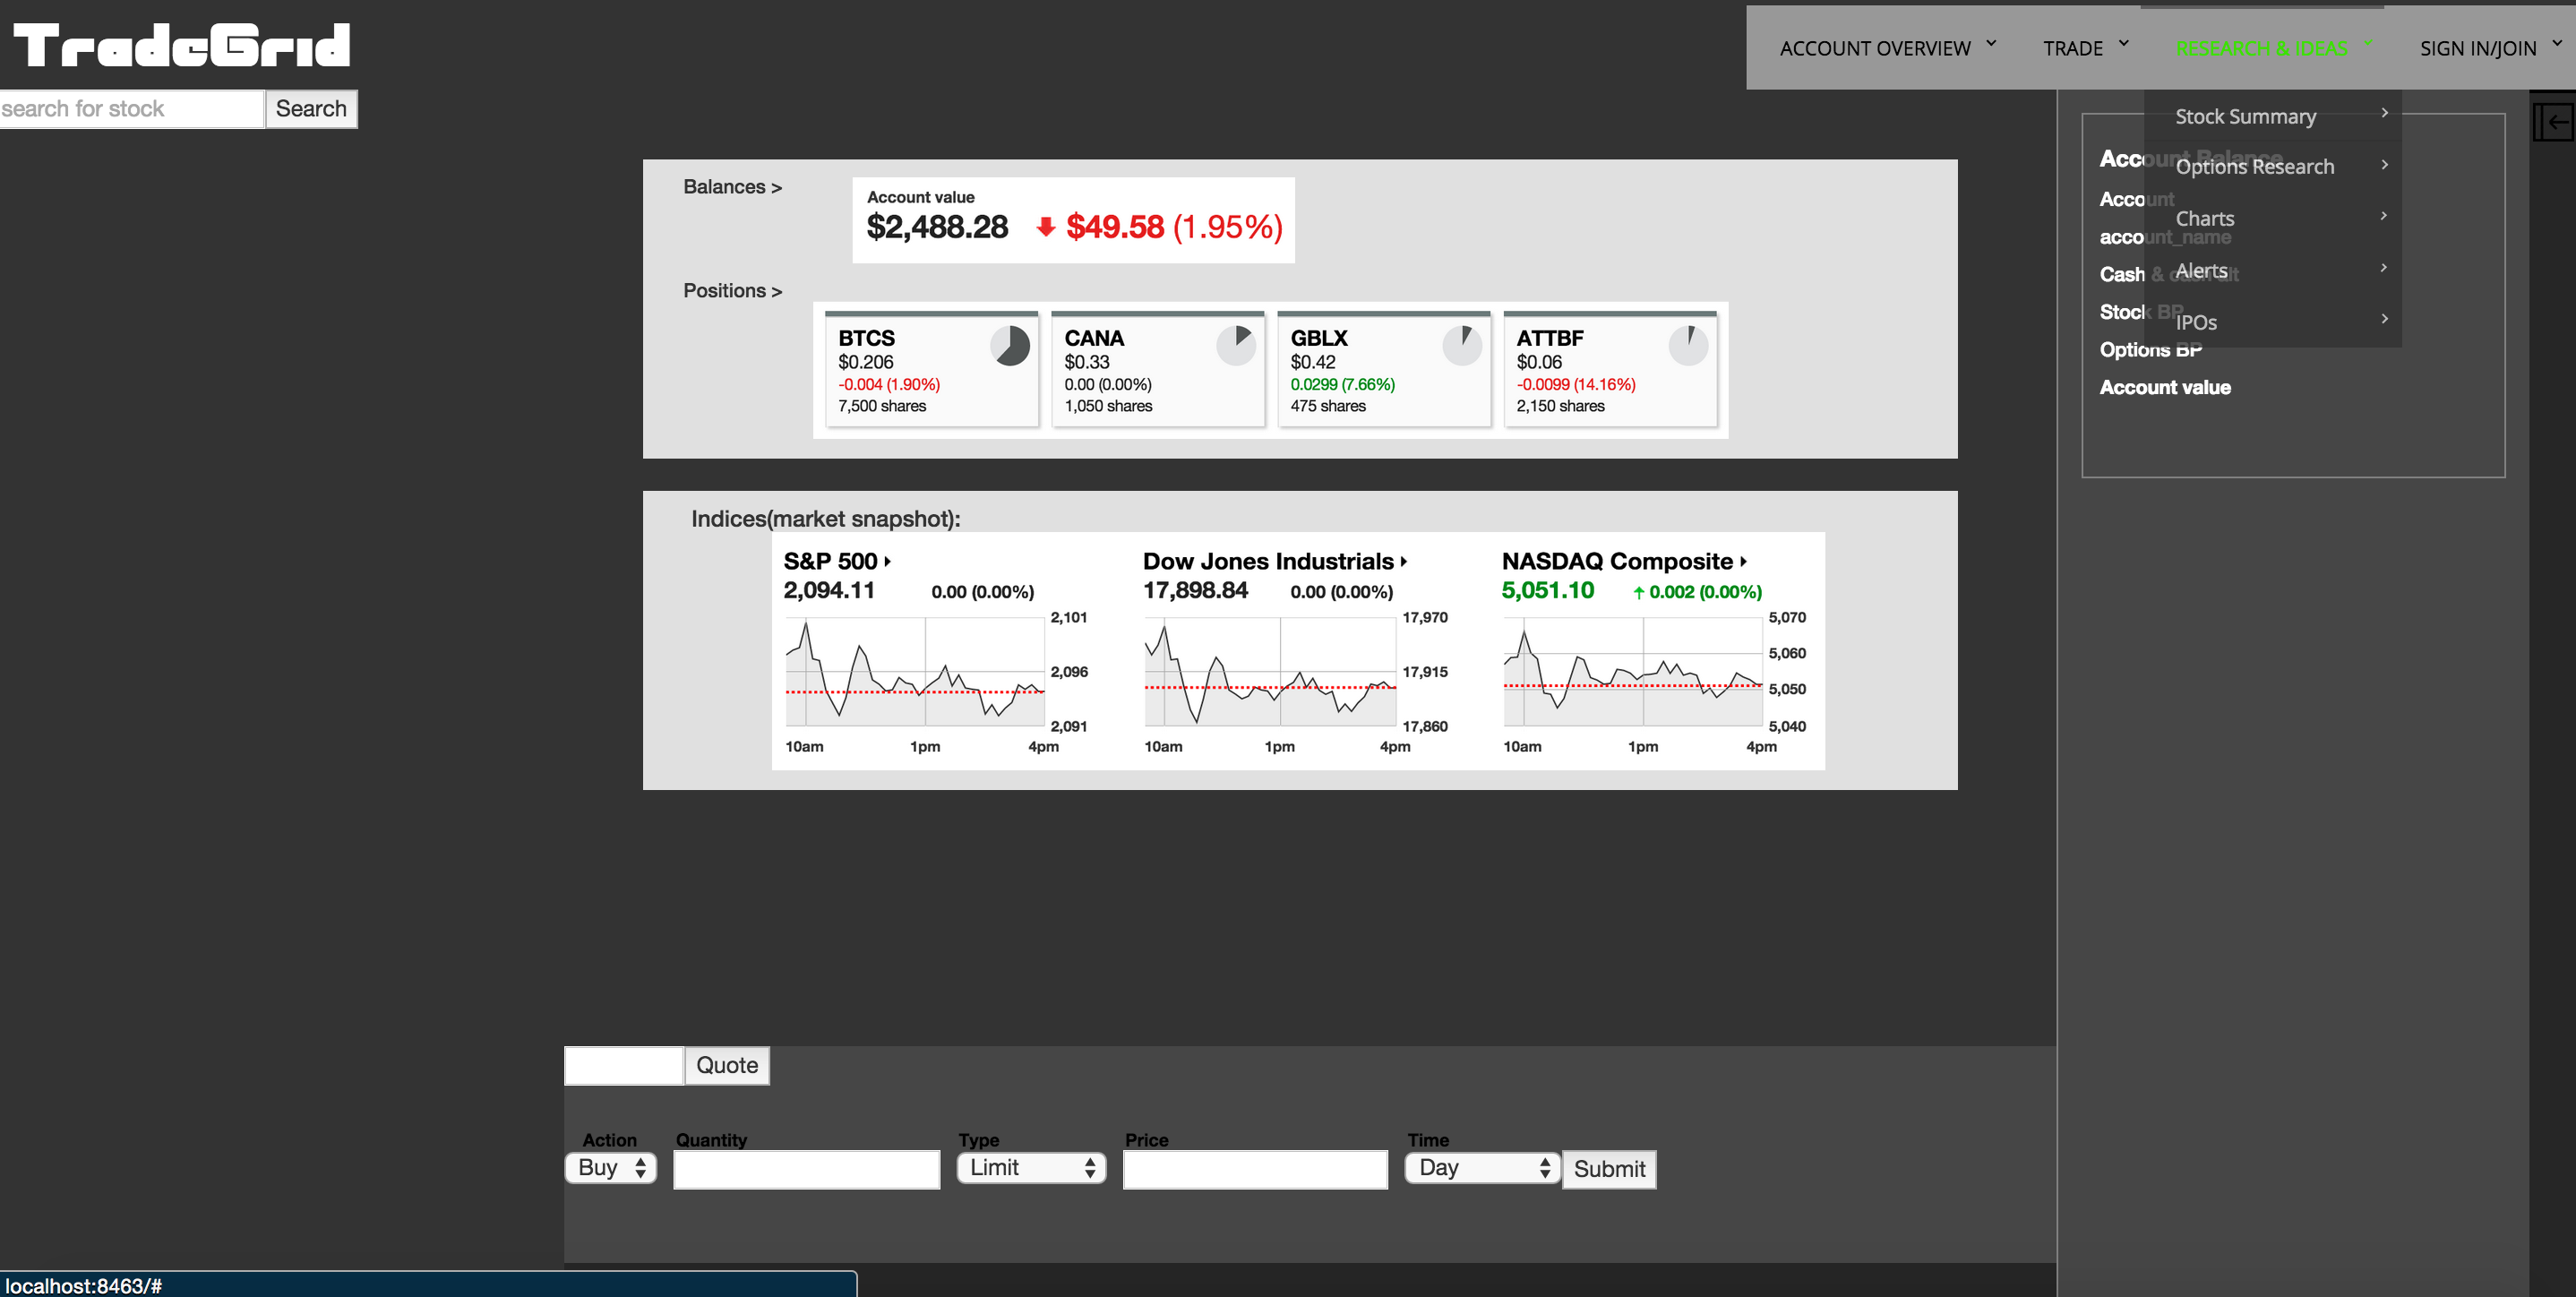 TradeGrid
ACCOUNT OVERVIEW TRADE RESEARCH & IDEAS SIGN IN/JOIN
search for stock Search
Balances >
Account value
$2,488.28 $49.58 (1.95%)
Positions >
BTCS
$0.206
-0.004 (1.90%)
7,500 shares
CANA
$0.33
0.00 (0.00%)
1,050 shares
GBLX
$0.42
0.0299 (7.66%)
475 shares
ATTBF
$0.06
-0.0099 (14.16%)
2,150 shares
Stock Summary
Options Research
Charts
Alerts
IPOs
Account Balance
Account
account_name
Cash &
Stock BP
Options BP
Account value
Indices(market snapshot):
S&P 500
2,094.11 0.00 (0.00%)
2,101
2,096
2,091
10am 1pm 4pm
Dow Jones Industrials
17,898.84 0.00 (0.00%)
17,970
17,915
17,860
10am 1pm 4pm
NASDAQ Composite
5,051.10 0.002 (0.00%)
5,070
5,060
5,050
5,040
10am 1pm 4pm
Quote
Action Quantity Type Price Time
Buy Limit Day Submit
localhost:8463/#